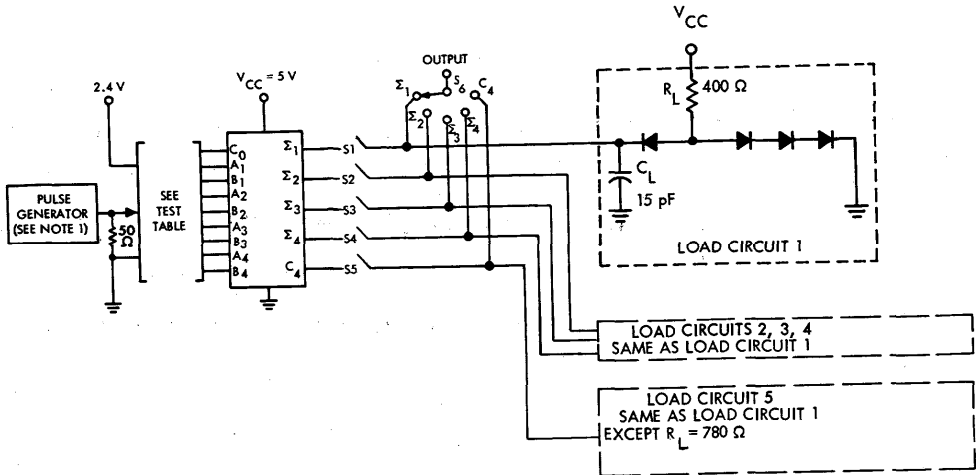 V CC
OUTPUT
2.4 V
V CC = 5 V
Σ1
S6
C4
Σ2
Σ3
Σ4
RL
400 Ω
C0
A1
B1
A2
B2
A3
B3
A4
B4
Σ1
Σ2
Σ3
Σ4
C4
S1
S2
S3
S4
S5
PULSE
GENERATOR
(SEE NOTE 1)
50
Ω
SEE
TEST
TABLE
CL
15 pF
LOAD CIRCUIT 1
LOAD CIRCUITS 2, 3, 4
SAME AS LOAD CIRCUIT 1
LOAD CIRCUIT 5
SAME AS LOAD CIRCUIT 1
EXCEPT RL = 780 Ω